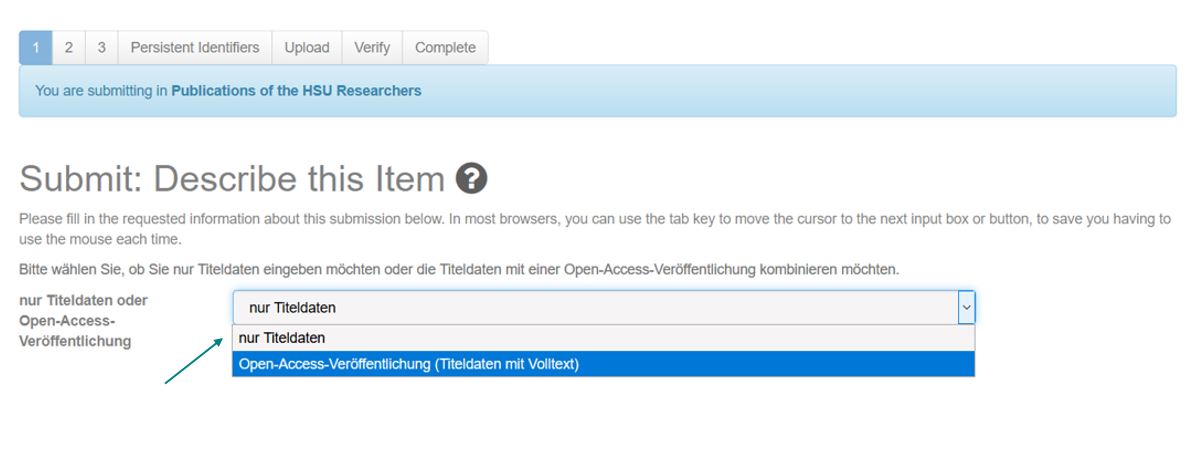 1 2 3 Persistent Identifiers Upload Verify Complete
You are submitting in Publications of the HSU Researchers
Submit: Describe this Item ?
Please fill in the requested information about this submission below. In most browsers, you can use the tab key to move the cursor to the next input box or button, to save you having to
use the mouse each time.
Bitte wählen Sie, ob Sie nur Titeldaten eingeben möchten oder die Titeldaten mit einer Open-Access-Veröffentlichung kombinieren möchten.
nur Titeldaten oder
Open-Access-
Veröffentlichung
nur Titeldaten
nur Titeldaten
Open-Access-Veröffentlichung (Titeldaten mit Volltext)